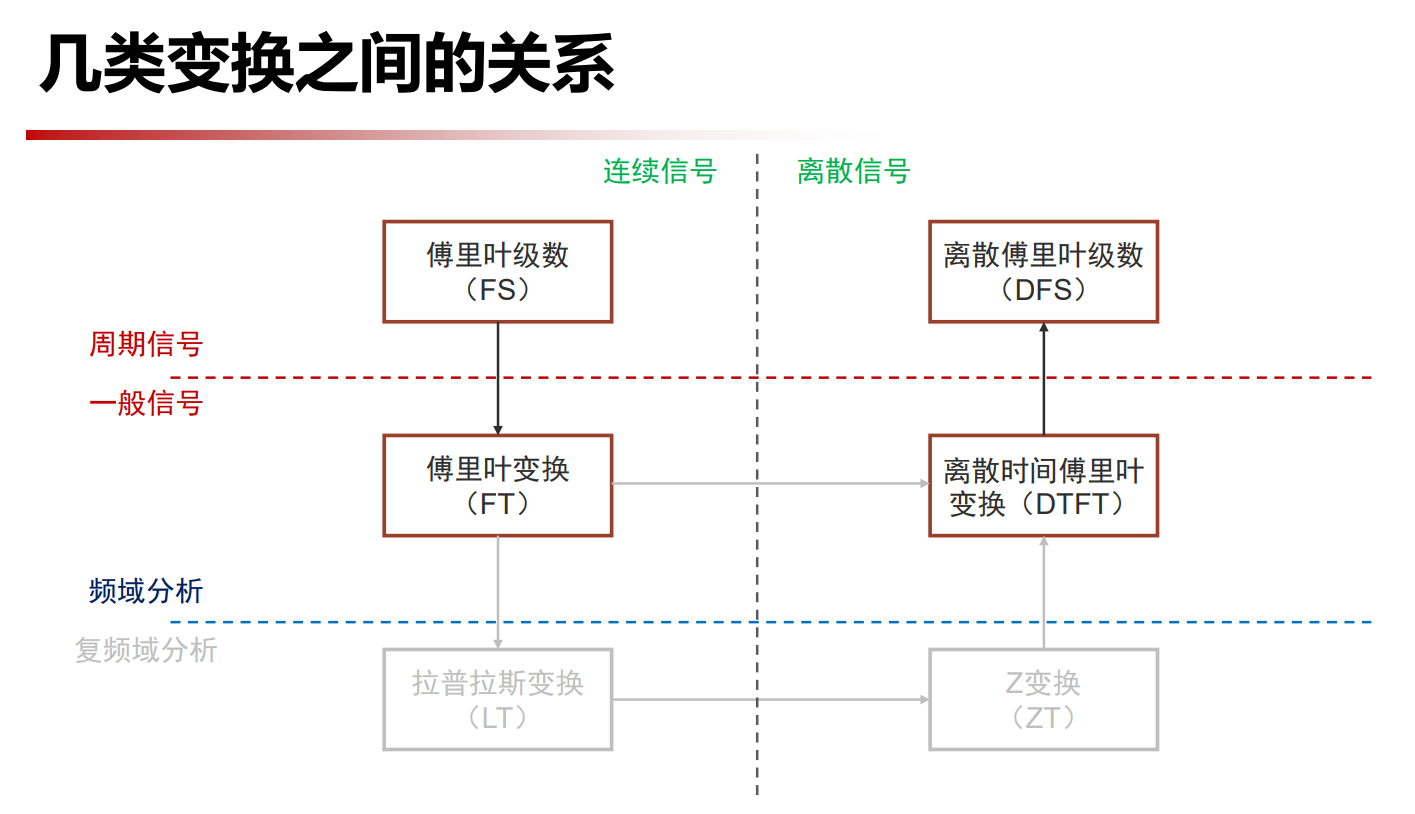 几类变换之间的关系
连续信号
离散信号
傅里叶级数
（FS）
离散傅里叶级数
（DFS）
周期信号
一般信号
傅里叶变换
（FT）
离散时间傅里叶
变换（DTFT）
频域分析
复频域分析
拉普拉斯变换
（LT）
Z变换
（ZT）